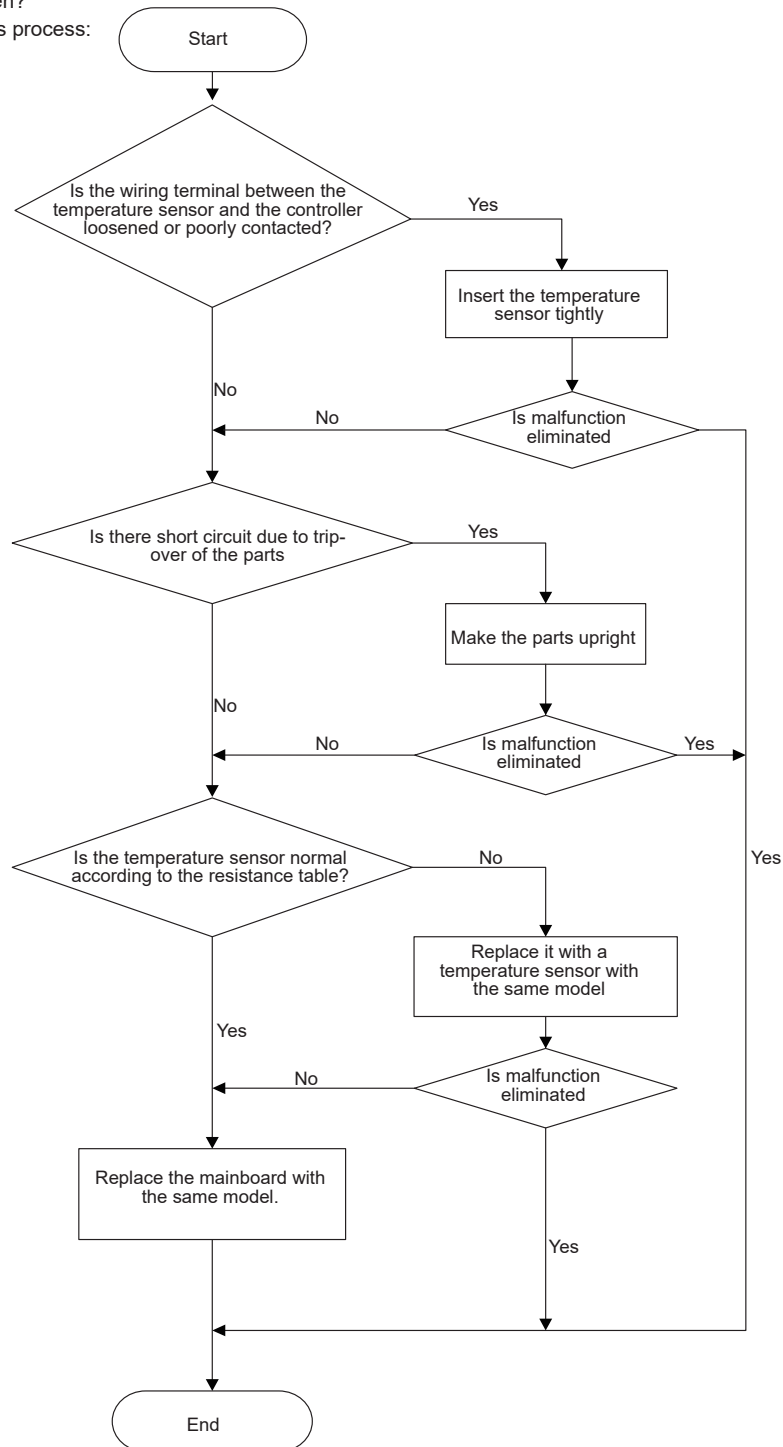 s process:
Start
Is the wiring terminal between the
temperature sensor and the controller
loosened or poorly contacted?
Yes
Insert the temperature
sensor tightly
No
Is malfunction
eliminated
No
Is there short circuit due to trip-
over of the parts
Yes
Make the parts upright
No
Is malfunction
eliminated
No
Yes
Is the temperature sensor normal
according to the resistance table?
No
Yes
Replace it with a
temperature sensor with
the same model
Yes
Is malfunction
eliminated
No
Replace the mainboard with
the same model.
Yes
End